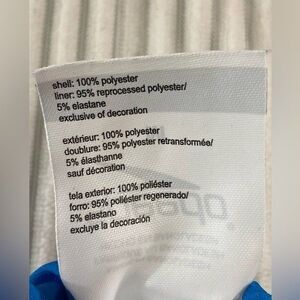 shell: 100% polyester
liner: 95% reprocessed polyester/
5% elastane
exclusive of decoration
extérieur: 100% polyester
doublure: 95% polyester retransformée/
5% élasthanne
sauf décoration
tela exterior: 100% poliéster
forro: 95% poliéster regenerado/
5% elastano
excluye la decoración